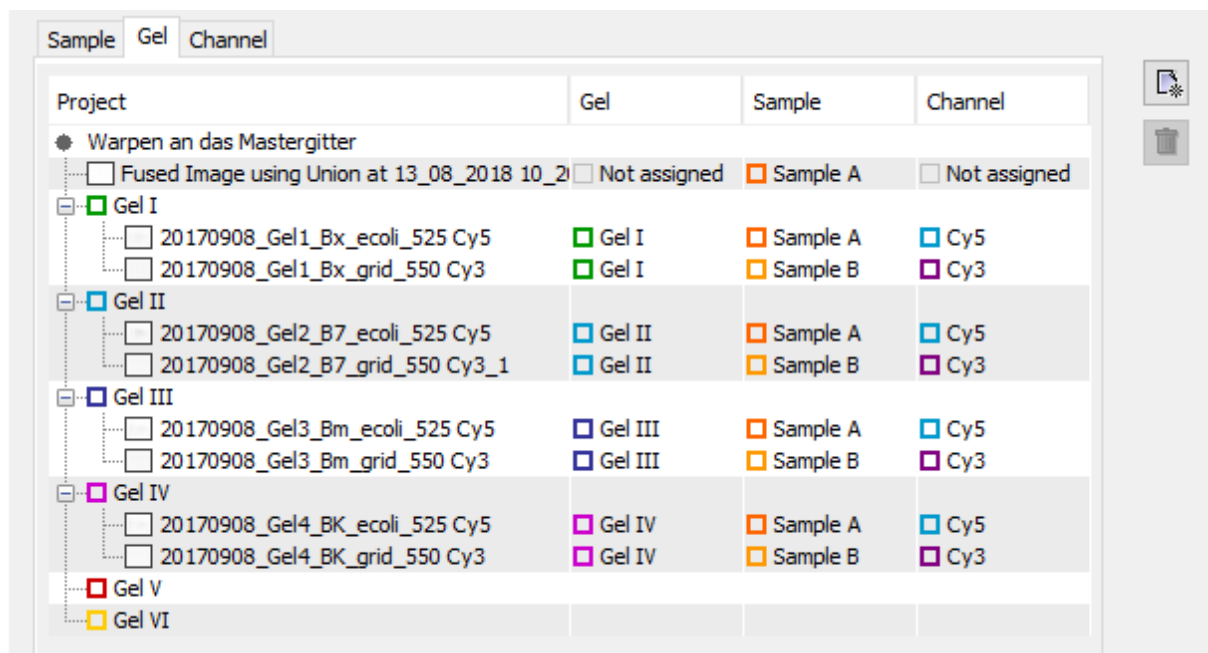 Sample Gel Channel
Project Gel Sample Channel
Warpen an das Mastergitter
Fused Image using Union at 13_08_2018 10_2 Not assigned Sample A Not assigned
Gel I
20170908_Gel1_Bx_ecoli_525 Cy5 Gel I Sample A Cy5
20170908_Gel1_Bx_grid_550 Cy3 Gel I Sample B Cy3
Gel II
20170908_Gel2_B7_ecoli_525 Cy5 Gel II Sample A Cy5
20170908_Gel2_B7_grid_550 Cy3_1 Gel II Sample B Cy3
Gel III
20170908_Gel3_Bm_ecoli_525 Cy5 Gel III Sample A Cy5
20170908_Gel3_Bm_grid_550 Cy3 Gel III Sample B Cy3
Gel IV
20170908_Gel4_BK_ecoli_525 Cy5 Gel IV Sample A Cy5
20170908_Gel4_BK_grid_550 Cy3 Gel IV Sample B Cy3
Gel V
Gel VI